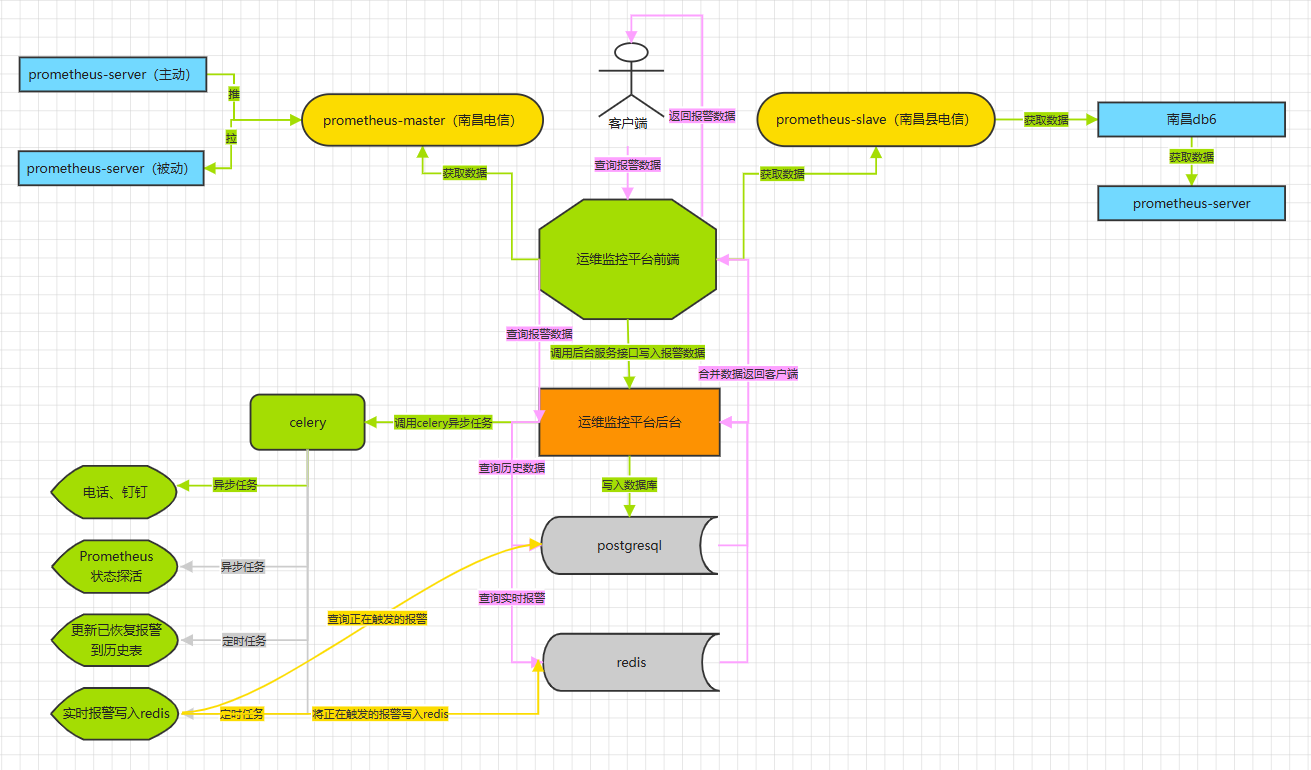 prometheus-server（主动）
推
拉
prometheus-server（被动）
prometheus-master（南昌电信）
获取数据
客户端
返回报警数据
查询报警数据
prometheus-slave（南昌县电信）
获取数据
获取数据
南昌db6
获取数据
prometheus-server
运维监控平台前端
查询报警数据
调用后台服务接口写入报警数据
合并数据返回客户端
celery
调用celery异步任务
运维监控平台后台
查询历史数据
写入数据库
电话、钉钉
异步任务
postgresql
Prometheus
状态探活
异步任务
查询实时报警
查询正在触发的报警
更新已恢复报警
到历史表
定时任务
redis
实时报警写入redis
定时任务
将正在触发的报警写入redis